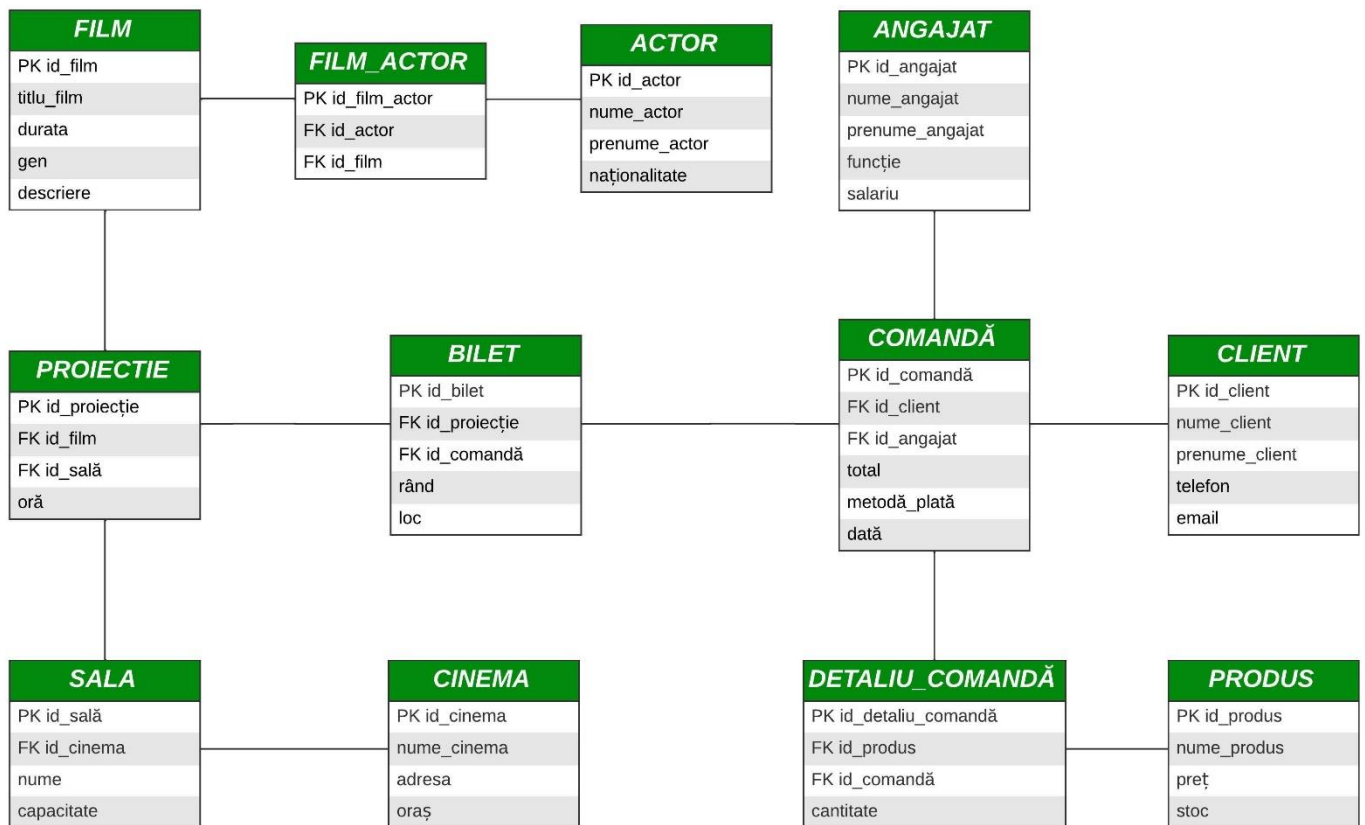 FILM
PK id_film
titlu_film
durata
gen
descriere
FILM_ACTOR
PK id_film_actor
FK id_actor
FK id_film
ACTOR
PK id_actor
nume_actor
prenume_actor
naționalitate
ANGAJAT
PK id_angajat
nume_angajat
prenume_angajat
funcție
salariu
PROIECTIE
PK id_proiecție
FK id_film
FK id_sală
oră
BILET
PK id_bilet
FK id_proiecție
FK id_comandă
rând
loc
COMANDĂ
PK id_comandă
FK id_client
FK id_angajat
total
metodă_plată
dată
CLIENT
PK id_client
nume_client
prenume_client
telefon
email
SALA
PK id_sală
FK id_cinema
nume
capacitate
CINEMA
PK id_cinema
nume_cinema
adresa
oraș
DETALIU_COMANDĂ
PK id_detaliu_comandă
FK id_produs
FK id_comandă
cantitate
PRODUS
PK id_produs
nume_produs
preț
stoc